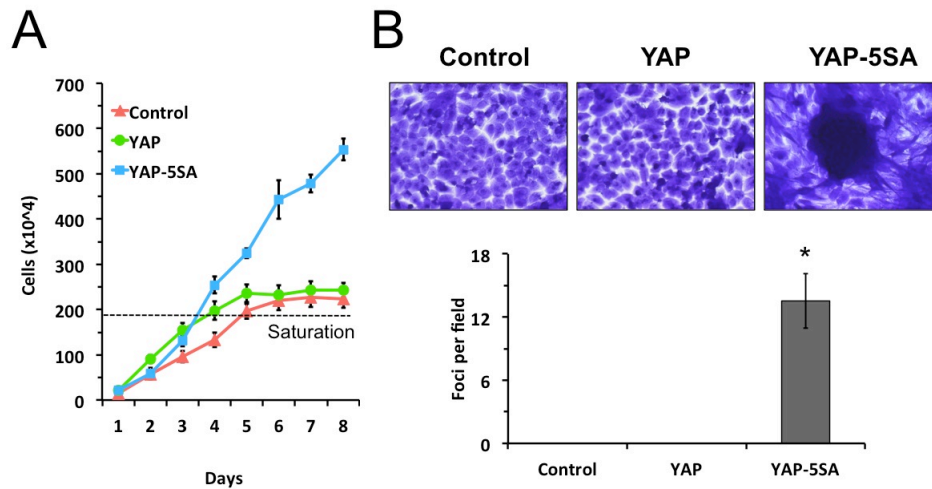 A
700
600
500
400
300
200
100
0
Cells (x10^4)
Control
YAP
YAP-5SA
Saturation
1 2 3 4 5 6 7 8
Days
B
Control YAP YAP-5SA
18
12
6
0
Foci per field
*
Control YAP YAP-5SA